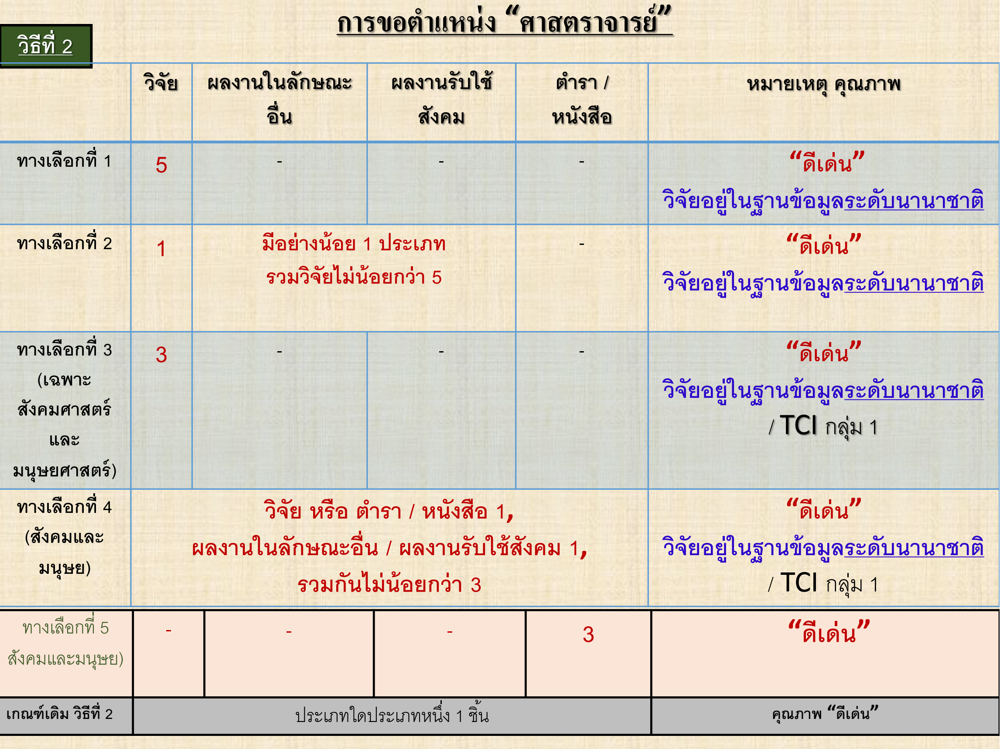 การขอตำแหน่ง “ศาสตราจารย์”
วิธีที่ 2
วิจัย
ผลงานในลักษณะ
อื่น
ผลงานรับใช้
สังคม
ตำรา /
หนังสือ
หมายเหตุ คุณภาพ
ทางเลือกที่ 1
5
-
-
-
“ดีเด่น”
วิจัยอยู่ในฐานข้อมูลระดับนานาชาติ
ทางเลือกที่ 2
1
มีอย่างน้อย 1 ประเภท
รวมวิจัยไม่น้อยกว่า 5
-
“ดีเด่น”
วิจัยอยู่ในฐานข้อมูลระดับนานาชาติ
ทางเลือกที่ 3
(เฉพาะ
สังคมศาสตร์
และ
มนุษยศาสตร์)
3
-
-
-
“ดีเด่น”
วิจัยอยู่ในฐานข้อมูลระดับนานาชาติ
/ TCI กลุ่ม 1
ทางเลือกที่ 4
(สังคมและ
มนุษย)
วิจัย หรือ ตำรา / หนังสือ 1,
ผลงานในลักษณะอื่น / ผลงานรับใช้สังคม 1,
รวมกันไม่น้อยกว่า 3
“ดีเด่น”
วิจัยอยู่ในฐานข้อมูลระดับนานาชาติ
/ TCI กลุ่ม 1
ทางเลือกที่ 5
สังคมและมนุษย)
-
-
-
3
“ดีเด่น”
เกณฑ์เดิม วิธีที่ 2
ประเภทใดประเภทหนึ่ง 1 ชิ้น
คุณภาพ “ดีเด่น”